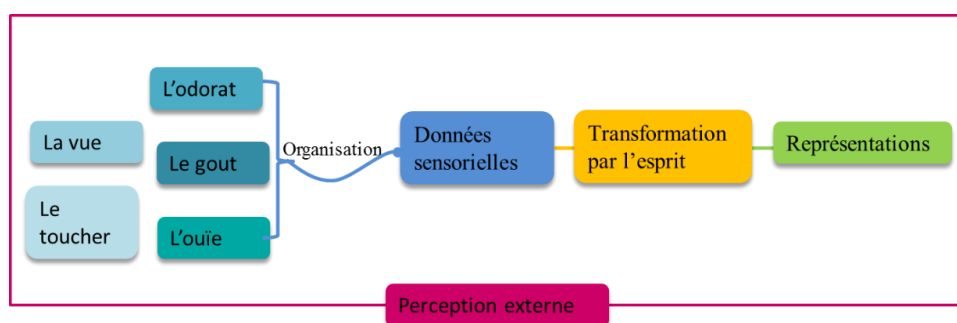 L'odorat
La vue
Le gout
Le
toucher
L'ouïe
Organisation
Données
sensorielles
Transformation
par l'esprit
Représentations
Perception externe